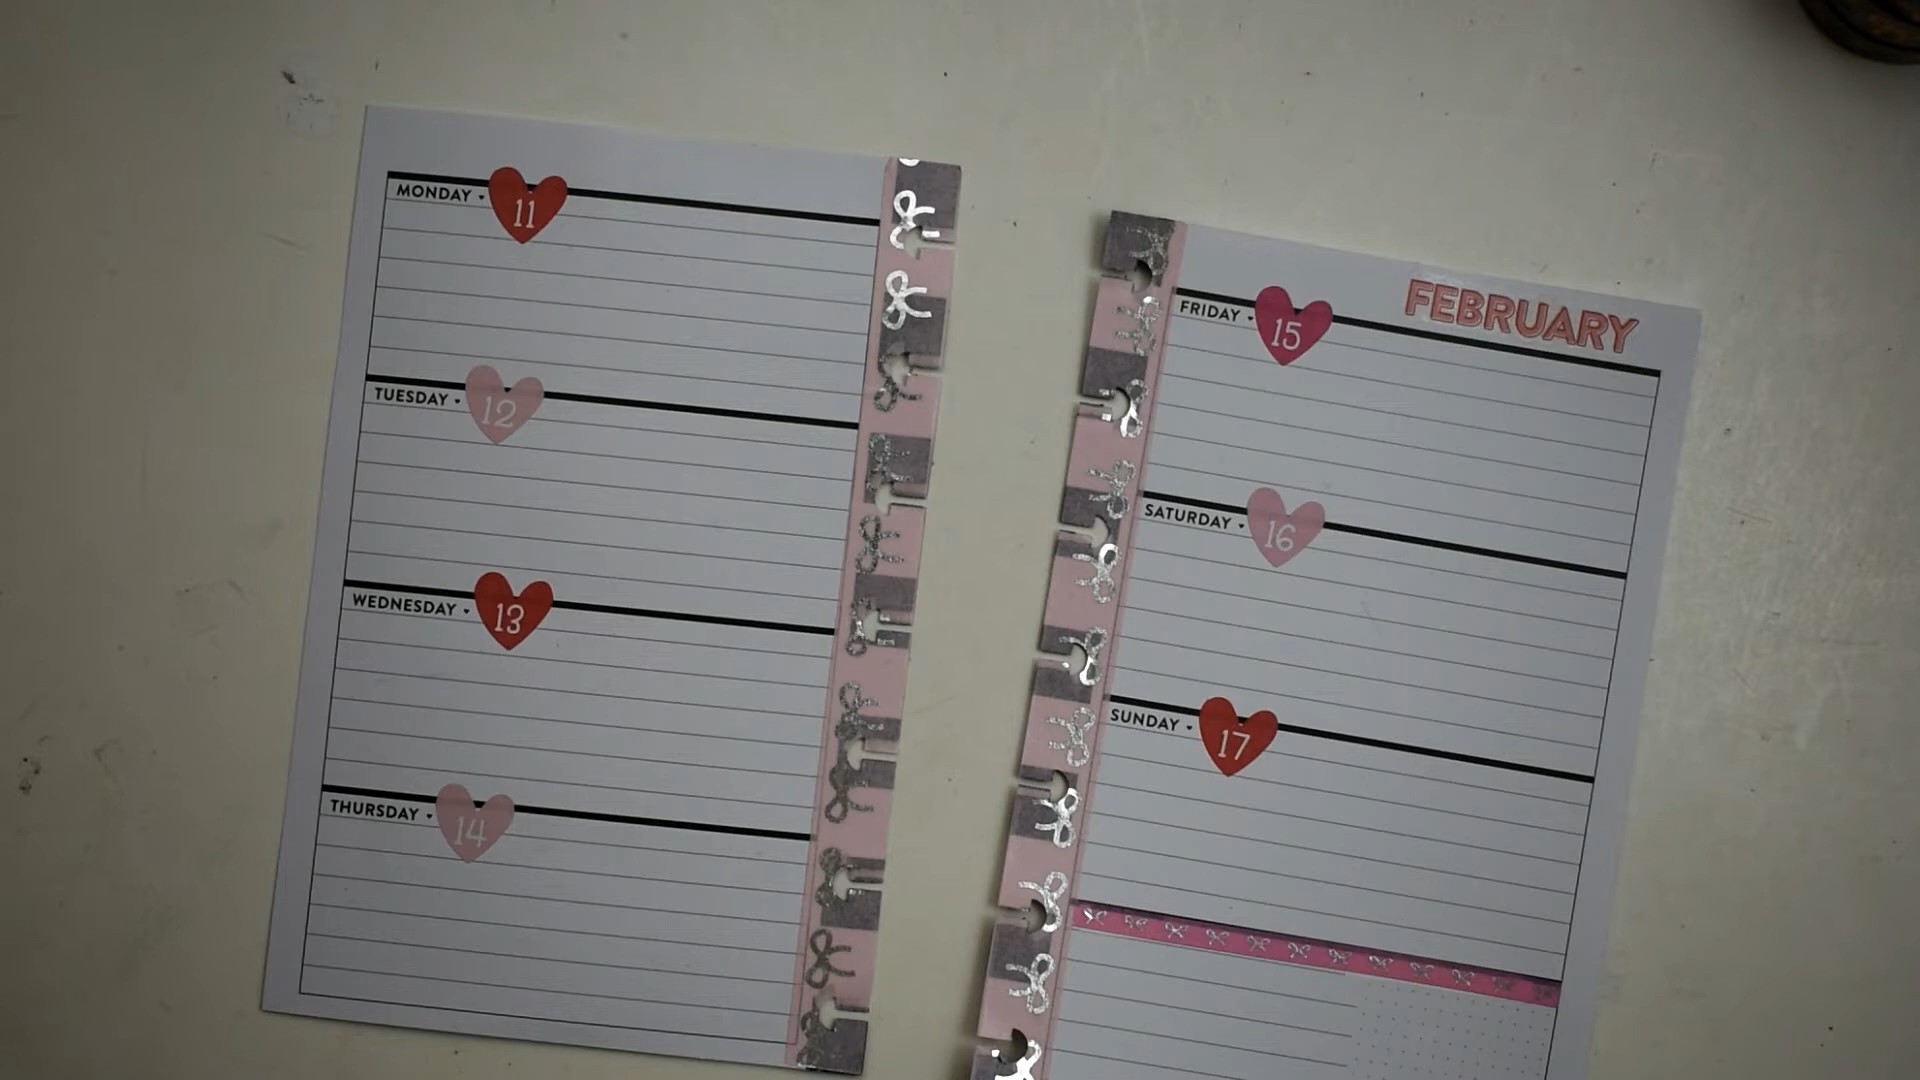 MONDAY 11
TUESDAY 12
WEDNESDAY 13
THURSDAY 14
FEBRUARY
FRIDAY 15
SATURDAY 16
SUNDAY 17